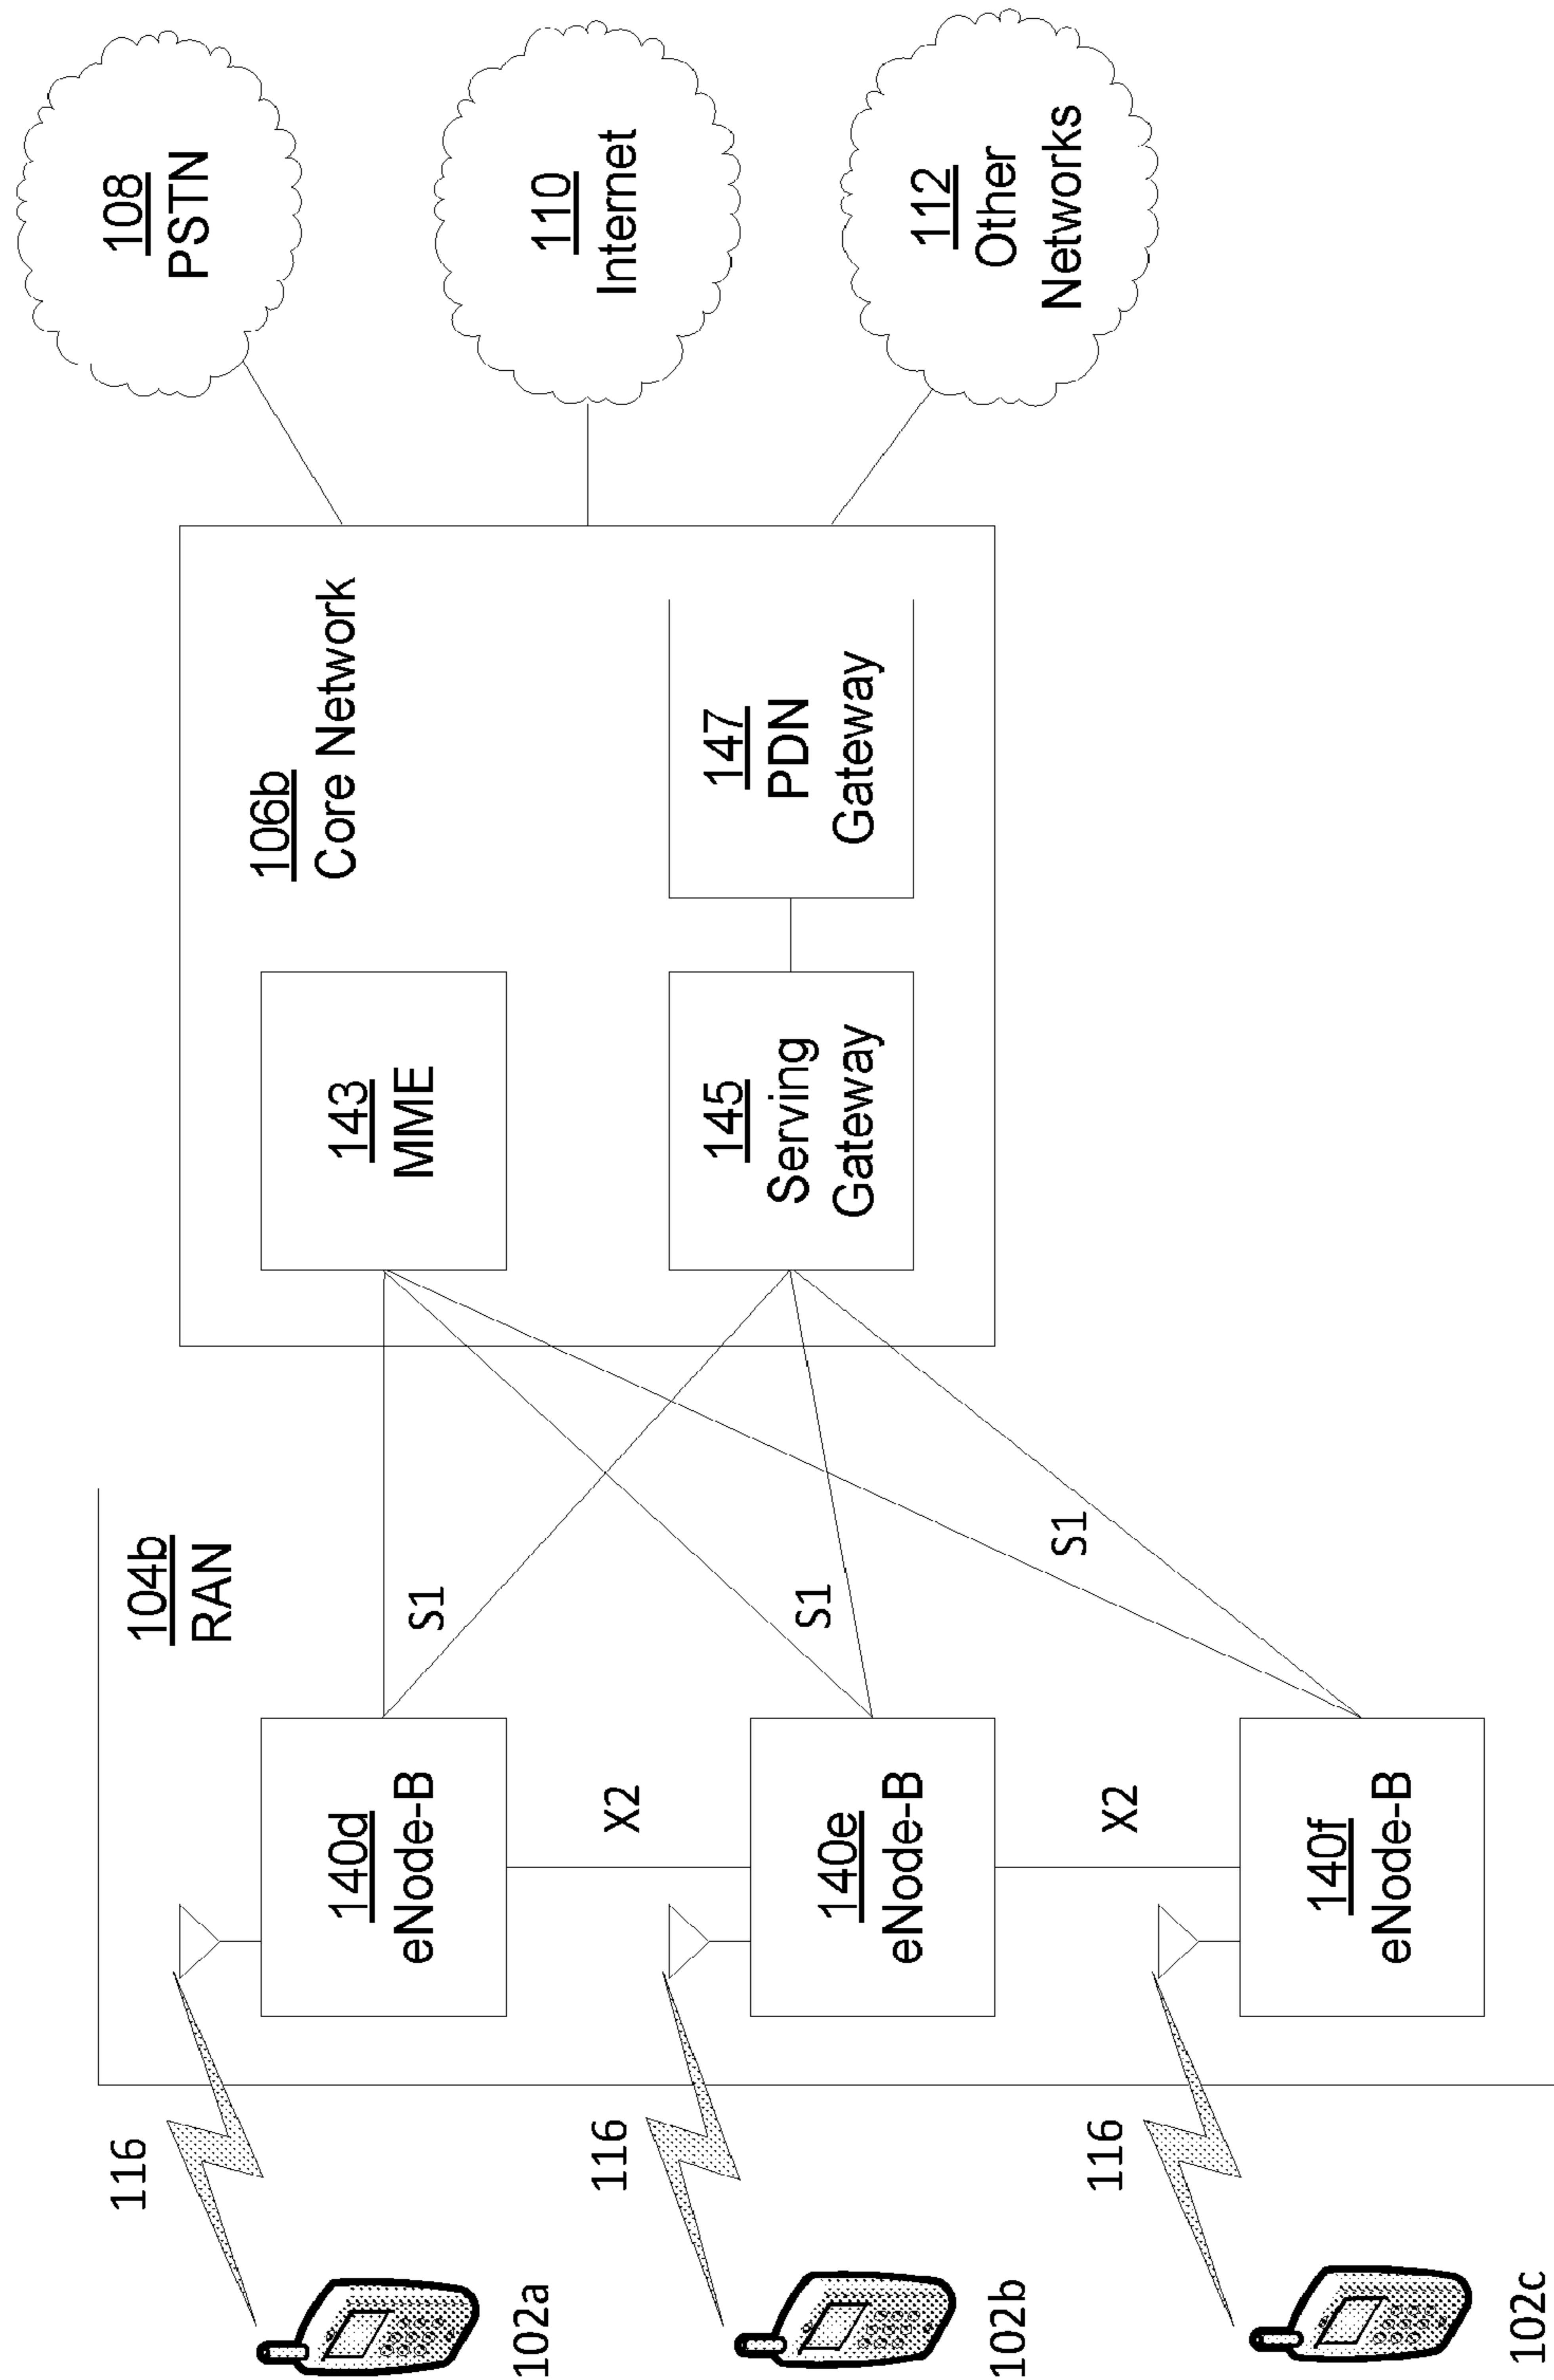 104b
RAN
116
102a
140d
eNode-B
S1
143
MME
106b
Core Network
108
PSTN
X2
116
102b
140e
eNode-B
S1
145
Serving
Gateway
147
PDN
Gateway
110
Internet
X2
116
102c
140f
eNode-B
S1
112
Other
Networks